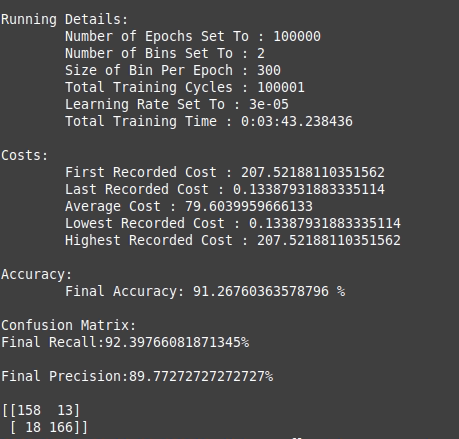 Running Details:
Number of Epochs Set To : 100000
Number of Bins Set To : 2
Size of Bin Per Epoch : 300
Total Training Cycles : 100001
Learning Rate Set To : 3e-05
Total Training Time : 0:03:43.238436
Costs:
First Recorded Cost : 207.52188110351562
Last Recorded Cost : 0.13387931883335114
Average Cost : 79.6039959666133
Lowest Recorded Cost : 0.13387931883335114
Highest Recorded Cost : 207.52188110351562
Accuracy:
Final Accuracy: 91.26760363578796 %
Confusion Matrix:
Final Recall:92.39766081871345%
Final Precision:89.77272727272727%
[[158  13]
[ 18 166]]